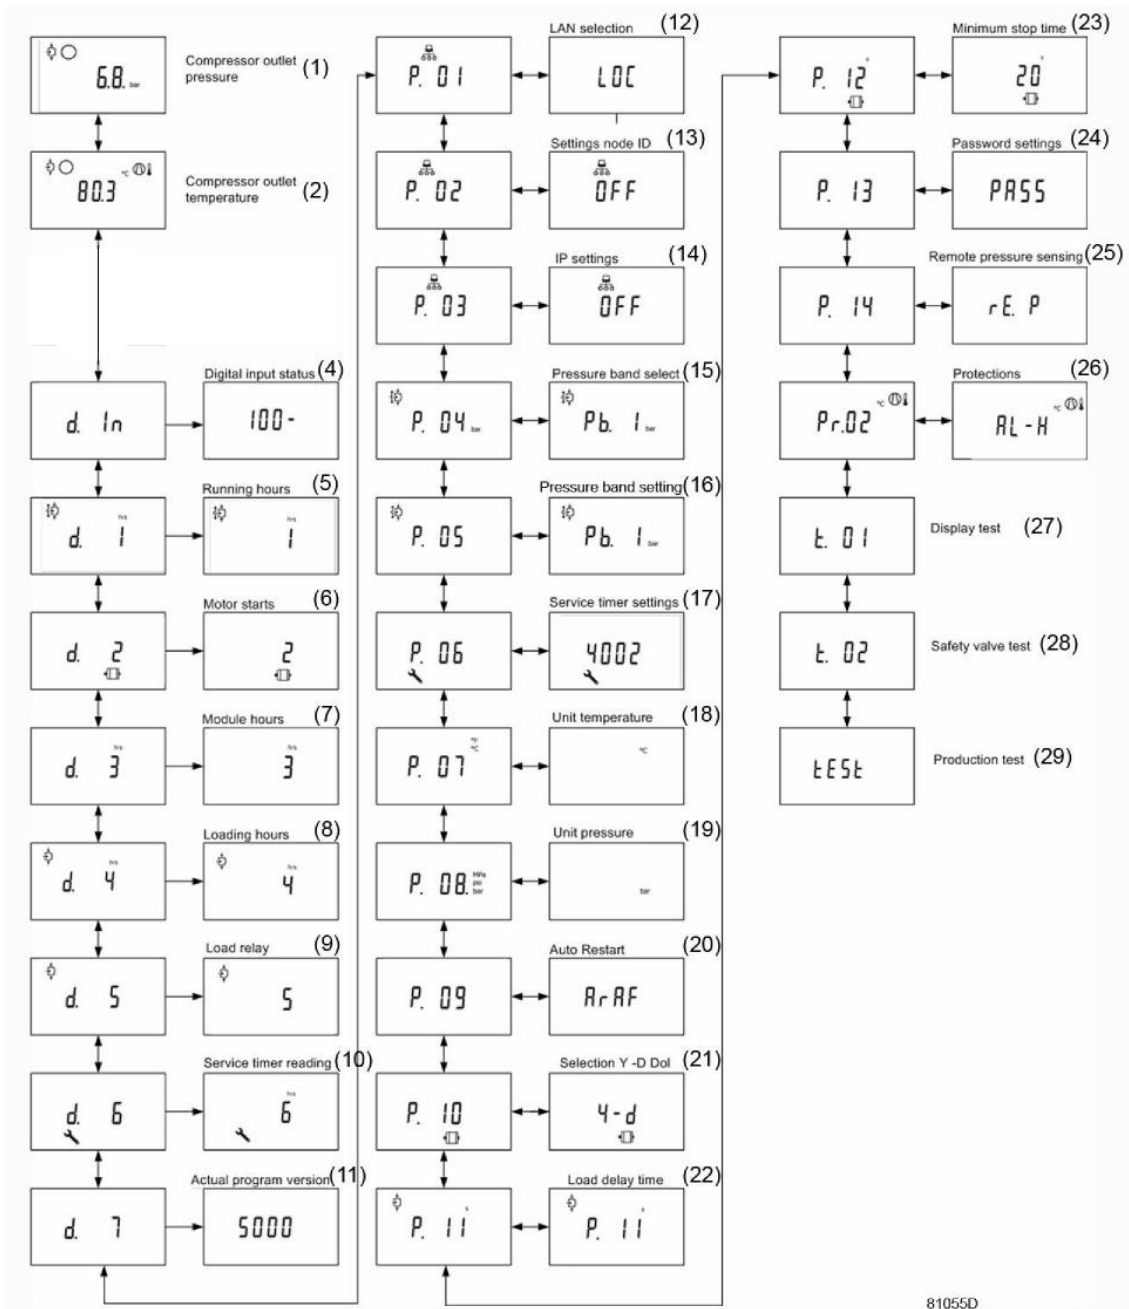 Compressor outlet
pressure
(1)
6.8. bar
Compressor outlet
temperature
(2)
80.3 °C
Digital input status (4)
d. In
100-
Running hours (5)
d. 1 hrs
1 hrs
Motor starts (6)
d. 2
2
Module hours (7)
d. 3 hrs
3 hrs
Loading hours (8)
d. 4 hrs
4 hrs
Load relay (9)
d. 5
5
Service timer reading (10)
d. 6
6 hrs
Actual program version (11)
d. 7
5000
LAN selection (12)
P. 01
LOC
Settings node ID (13)
P. 02
OFF
IP settings (14)
P. 03
OFF
Pressure band select (15)
P. 04 bar
Pb. 1 bar
Pressure band setting (16)
P. 05
Pb. 1 bar
Service timer settings (17)
P. 06
4002
Unit temperature (18)
P. 07 °F °C
°C
Unit pressure (19)
P. 08. MPa psi bar
bar
Auto Restart (20)
P. 09
ArAF
Selection Y -D Dol (21)
P. 10
Y-d
Load delay time (22)
P. 11 s
P. 11 s
Minimum stop time (23)
P. 12 s
20 s
Password settings (24)
P. 13
PASS
Remote pressure sensing (25)
P. 14
rE. P
Protections (26)
Pr.02 °C
AL-H °C
t. 01
Display test (27)
t. 02
Safety valve test (28)
tESt
Production test (29)
81055D